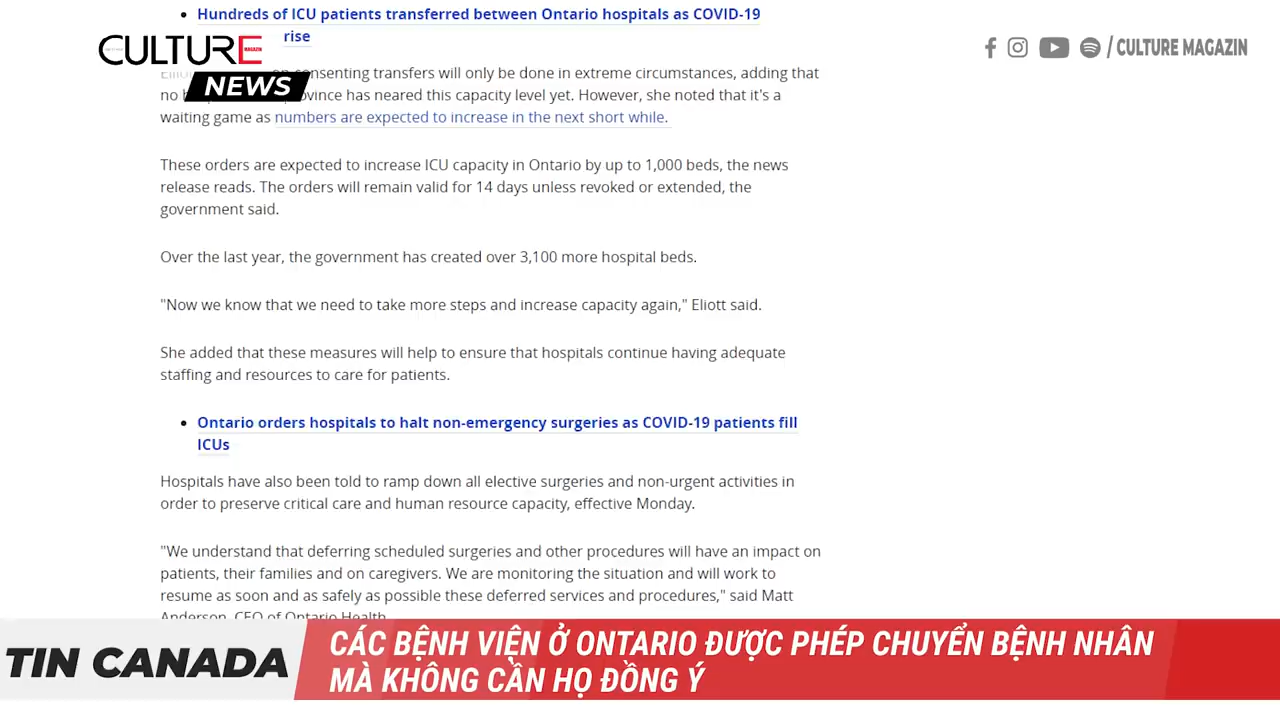 Hundreds of ICU patients transferred between Ontario hospitals as COVID-19
rise
CULTURE
MAGAZIN
NEWS
/ CULTURE MAGAZIN
consenting transfers will only be done in extreme circumstances, adding that
no
has neared this capacity level yet. However, she noted that it's a
waiting game as numbers are expected to increase in the next short while.
These orders are expected to increase ICU capacity in Ontario by up to 1,000 beds, the news
release reads. The orders will remain valid for 14 days unless revoked or extended, the
government said.
Over the last year, the government has created over 3,100 more hospital beds.
"Now we know that we need to take more steps and increase capacity again," Eliott said.
She added that these measures will help to ensure that hospitals continue having adequate
staffing and resources to care for patients.
Ontario orders hospitals to halt non-emergency surgeries as COVID-19 patients fill
ICUs
Hospitals have also been told to ramp down all elective surgeries and non-urgent activities in
order to preserve critical care and human resource capacity, effective Monday.
"We understand that deferring scheduled surgeries and other procedures will have an impact on
patients, their families and on caregivers. We are monitoring the situation and will work to
resume as soon and as safely as possible these deferred services and procedures," said Matt
Anderson, CEO of Ontario Health.
TIN CANADA
CÁC BỆNH VIỆN Ở ONTARIO ĐƯỢC PHÉP CHUYỂN BỆNH NHÂN
MÀ KHÔNG CẦN HỌ ĐỒNG Ý